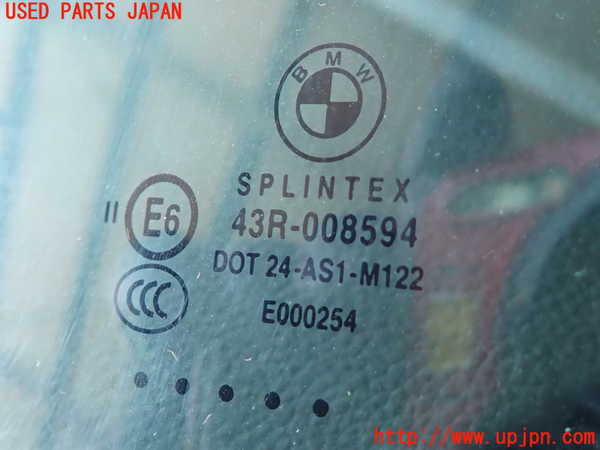 USED PARTS JAPAN
BMW
SPLINTEX
II E6 43R-008594
DOT 24-AS1-M122
CCC
E000254
http://www.upjpn.com